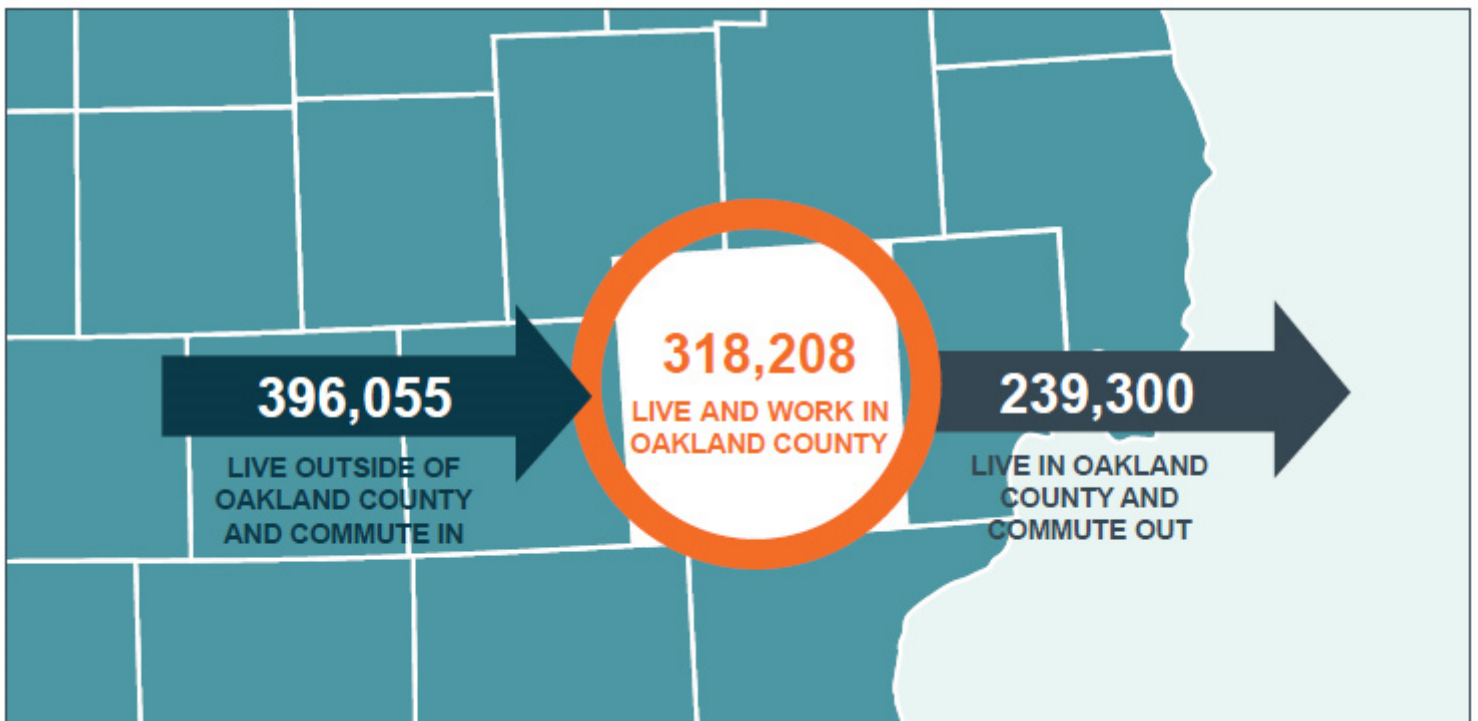 396,055
LIVE OUTSIDE OF
OAKLAND COUNTY
AND COMMUTE IN
318,208
LIVE AND WORK IN
OAKLAND COUNTY
239,300
LIVE IN OAKLAND
COUNTY AND
COMMUTE OUT